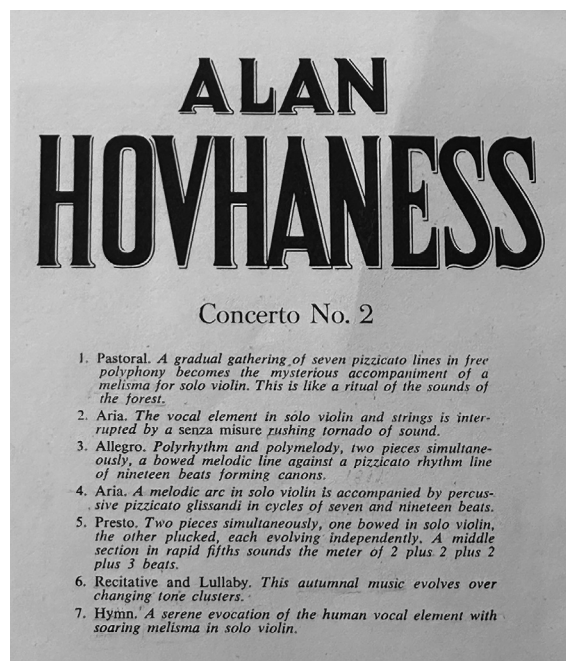 ALAN
HOVHANESS
Concerto No. 2
1. Pastoral. A gradual gathering of seven pizzicato lines in free
polyphony becomes the mysterious accompaniment of a
melisma for solo violin. This is like a ritual of the sounds of
the forest.
2. Aria. The vocal element in solo violin and strings is inter-
rupted by a senza misure rushing tornado of sound.
3. Allegro. Polyrhythm and polymelody, two pieces simultane-
ously, a bowed melodic line against a pizzicato rhythm line
of nineteen beats forming canons.
4. Aria. A melodic arc in solo violin is accompanied by percus-
sive pizzicato glissandi in cycles of seven and nineteen beats.
5. Presto. Two pieces simultaneously, one bowed in solo violin,
the other plucked, each evolving independently. A middle
section in rapid fifths sounds the meter of 2 plus 2 plus 2
plus 3 beats.
6. Recitative and Lullaby. This autumnal music evolves over
changing tone clusters.
7. Hymn. A serene evocation of the human vocal element with
soaring melisma in solo violin.